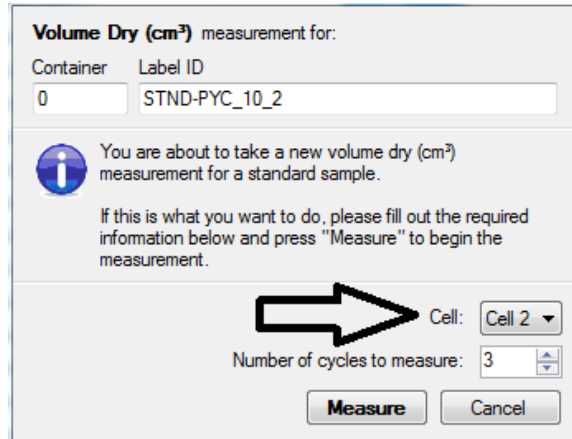 Volume Dry (cm³) measurement for:
Container Label ID
0 STND-PYC_10_2
You are about to take a new volume dry (cm³)
measurement for a standard sample.
If this is what you want to do, please fill out the required
information below and press "Measure" to begin the
measurement.
Cell: Cell 2
Number of cycles to measure: 3
Measure Cancel